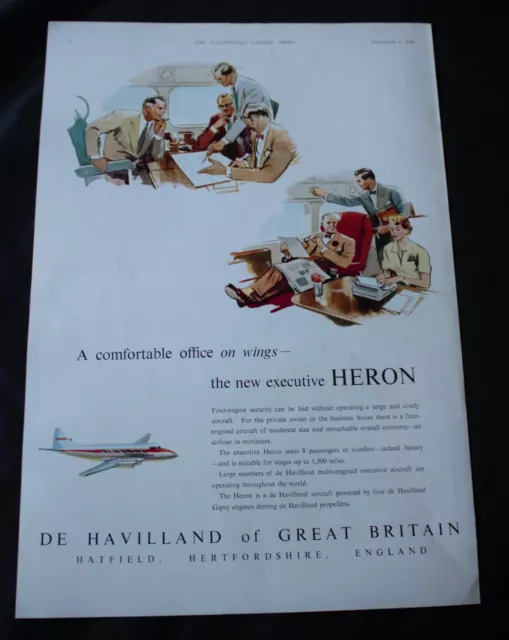 THE ILLUSTRATED LONDON NEWS
A comfortable office on wings—
the new executive HERON
Four-engine security can be had without operating a large and costly
aircraft. For the private owner or the business house there is a four-
engined aircraft of moderate size and remarkable overall economy—an
airliner in miniature.
The executive Heron seats 8 passengers in comfort—indeed luxury
—and is suitable for stages up to 1,500 miles.
Large numbers of de Havilland multi-engined executive aircraft are
operating throughout the world.
The Heron is a de Havilland aircraft powered by four de Havilland
Gipsy engines driving de Havilland propellers.
DE HAVILLAND of GREAT BRITAIN
HATFIELD, HERTFORDSHIRE, ENGLAND